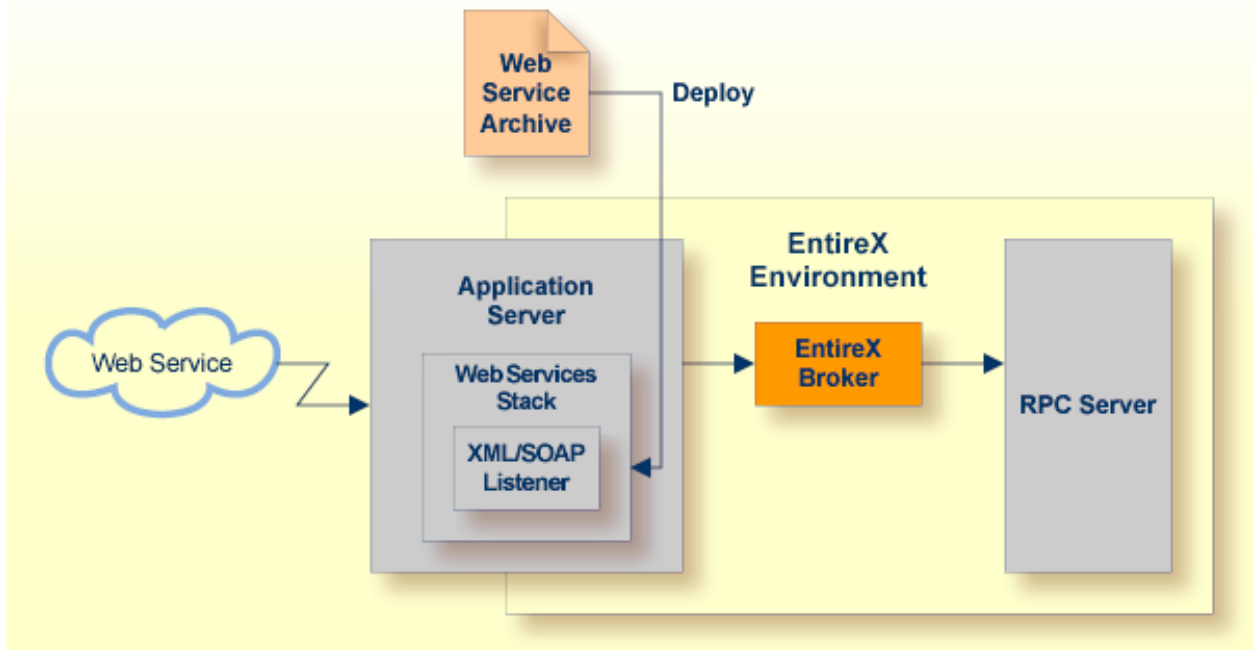 Web
Service
Archive
Deploy
EntireX
Environment
Application
Server
Web Service
Web Services
Stack
XML/SOAP
Listener
EntireX
Broker
RPC Server